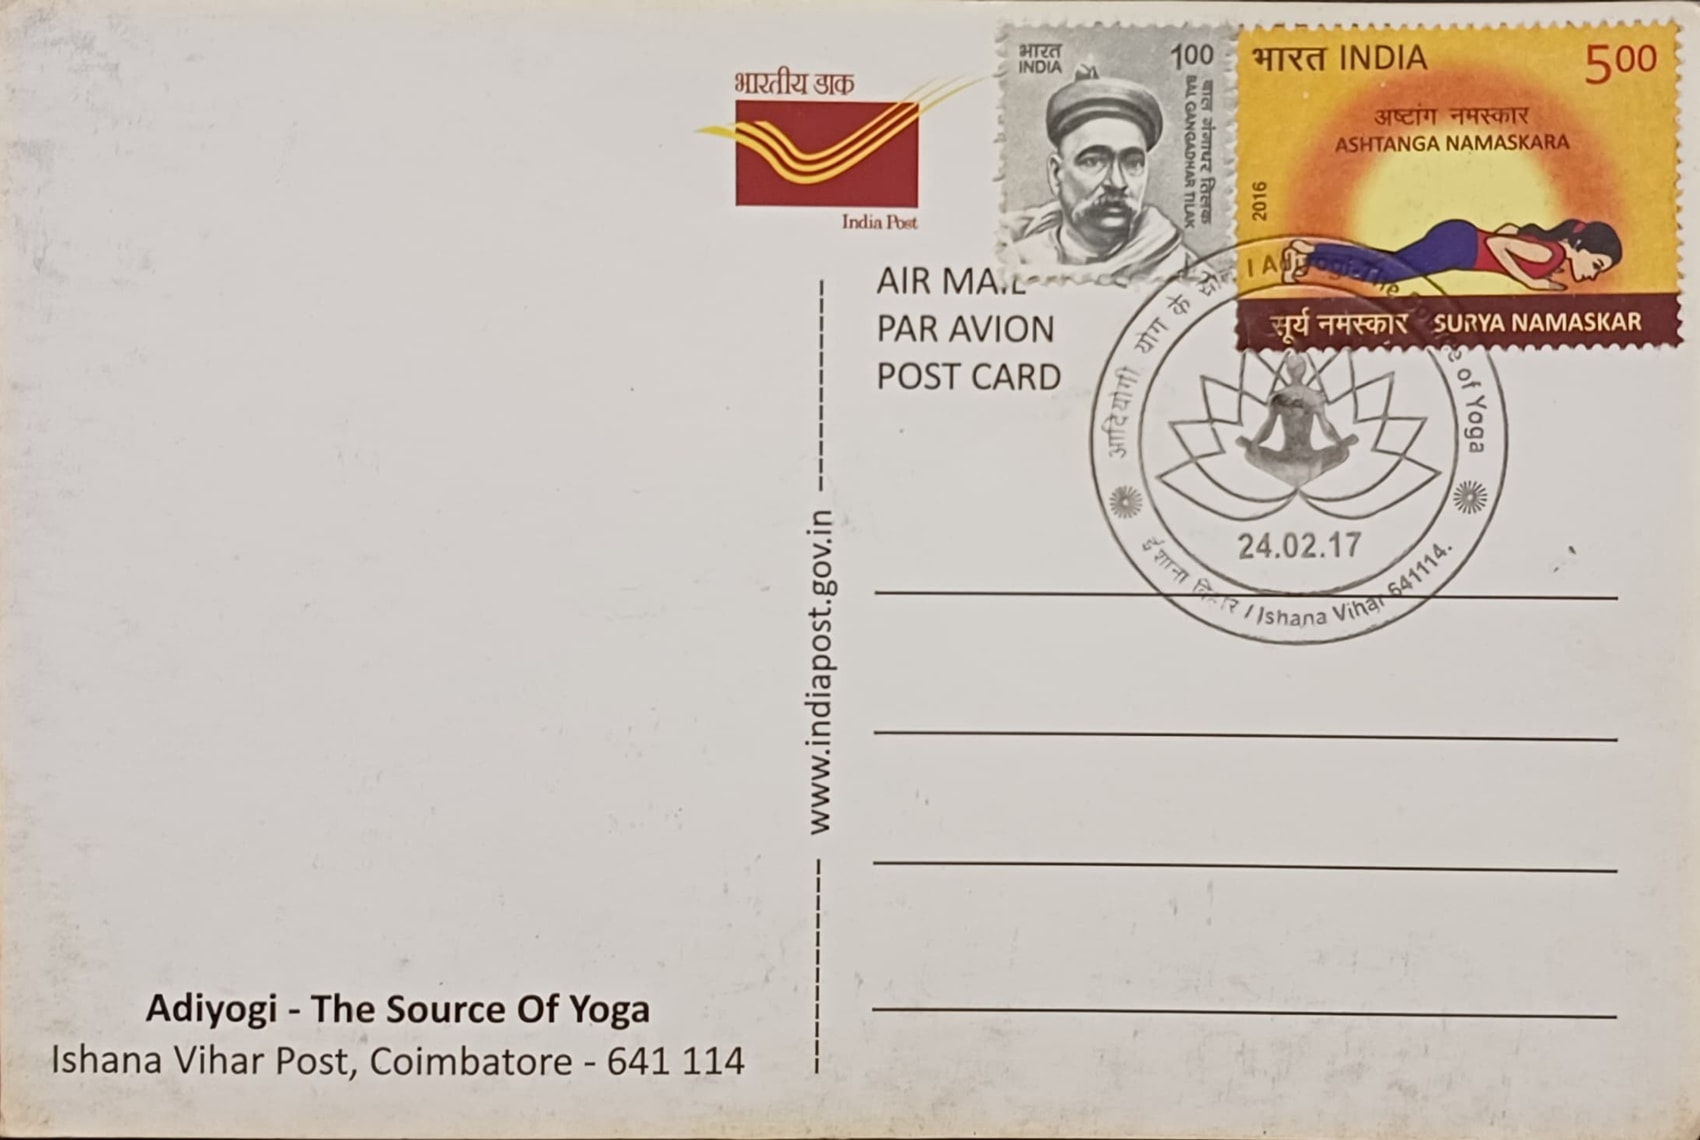 भारतीय डाक
India Post
भारत
INDIA
100
बाल गंगाधर तिलक
BAL GANGADHAR TILAK
भारत INDIA
500
अष्टांग नमस्कार
ASHTANGA NAMASKARA
2016
सूर्य नमस्कार SURYA NAMASKAR
AIR MAIL
PAR AVION
POST CARD
आदियोगी योग के I Adiyogi-The Source of Yoga
24.02.17
ईशाना विहार / Ishana Vihar 641114.
www.indiapost.gov.in
Adiyogi - The Source Of Yoga
Ishana Vihar Post, Coimbatore - 641 114